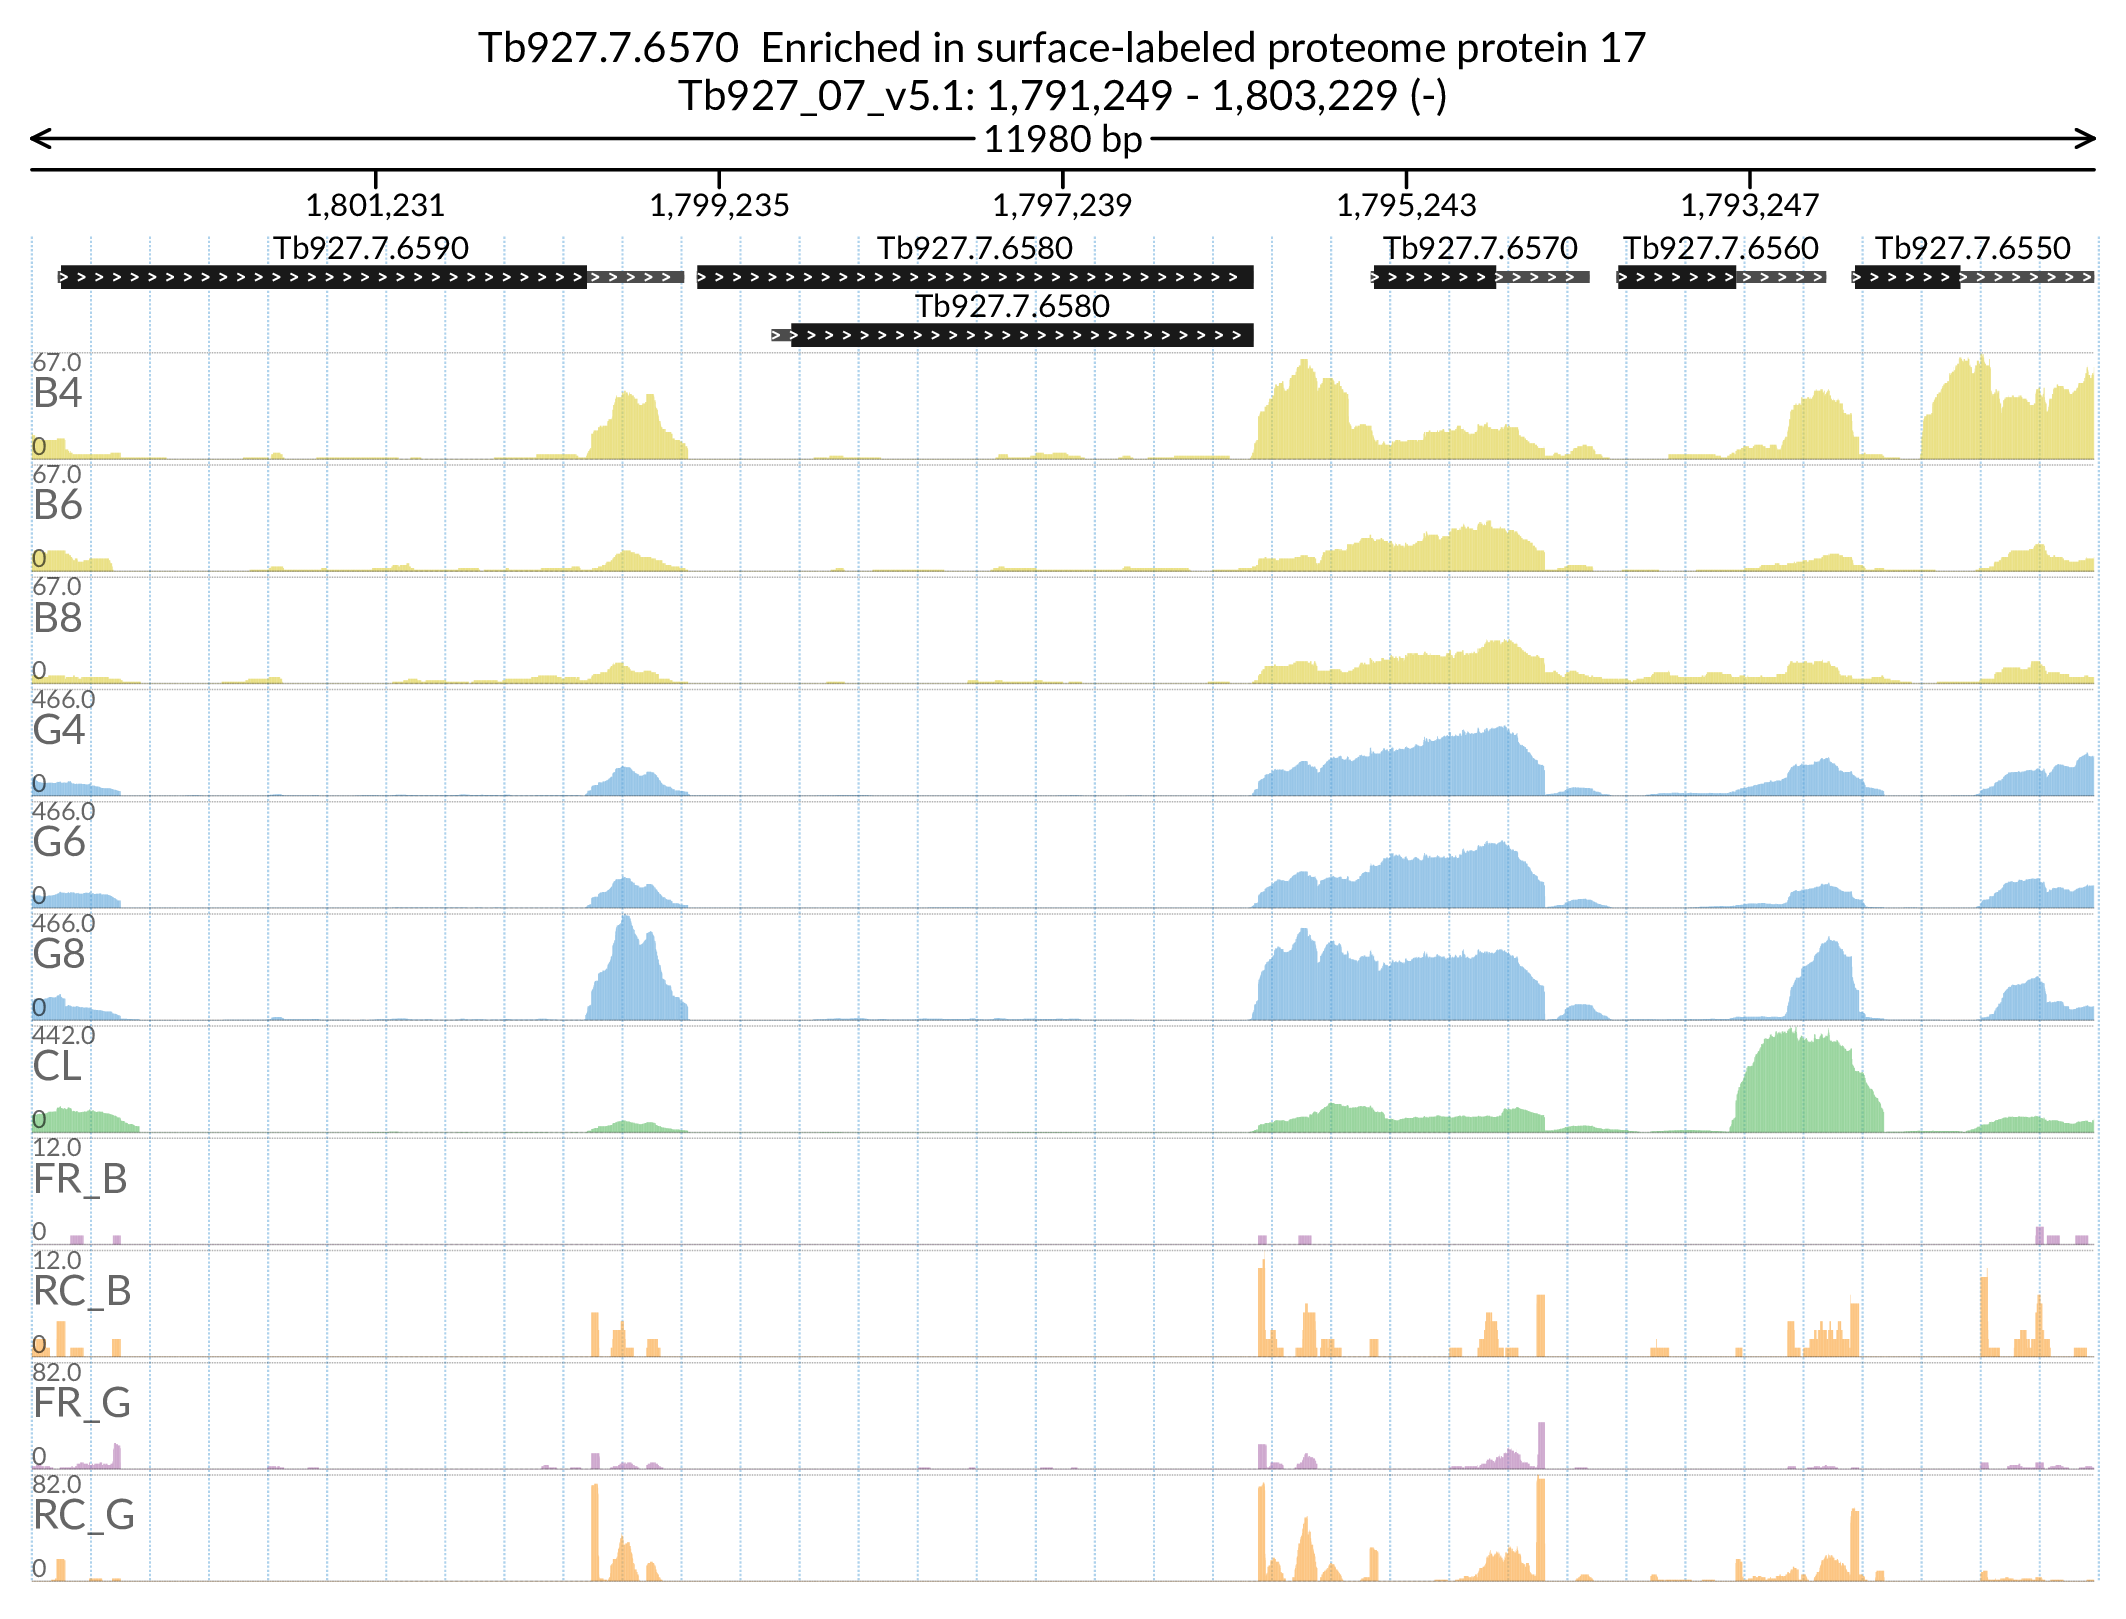 Tb927.7.6570  Enriched in surface-labeled proteome protein 17
Tb927_07_v5.1: 1,791,249 - 1,803,229 (-)
11980 bp
1,801,231 1,799,235 1,797,239 1,795,243 1,793,247
Tb927.7.6590 Tb927.7.6580 Tb927.7.6570 Tb927.7.6560 Tb927.7.6550
Tb927.7.6580
67.0
B4
0
67.0
B6
0
67.0
B8
0
466.0
G4
0
466.0
G6
0
466.0
G8
0
442.0
CL
0
12.0
FR_B
0
12.0
RC_B
0
82.0
FR_G
0
82.0
RC_G
0